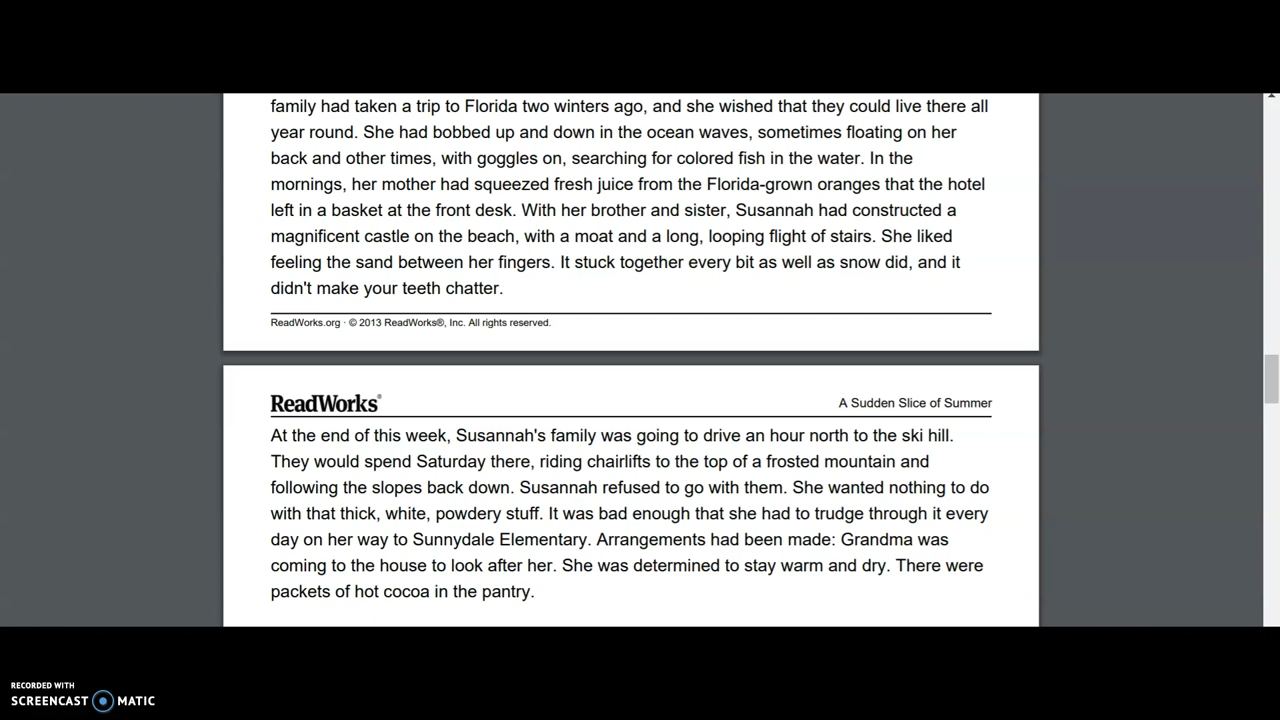 family had taken a trip to Florida two winters ago, and she wished that they could live there all
year round. She had bobbed up and down in the ocean waves, sometimes floating on her
back and other times, with goggles on, searching for colored fish in the water. In the
mornings, her mother had squeezed fresh juice from the Florida-grown oranges that the hotel
left in a basket at the front desk. With her brother and sister, Susannah had constructed a
magnificent castle on the beach, with a moat and a long, looping flight of stairs. She liked
feeling the sand between her fingers. It stuck together every bit as well as snow did, and it
didn't make your teeth chatter.
ReadWorks.org · © 2013 ReadWorks®, Inc. All rights reserved.
ReadWorks®
A Sudden Slice of Summer
At the end of this week, Susannah's family was going to drive an hour north to the ski hill.
They would spend Saturday there, riding chairlifts to the top of a frosted mountain and
following the slopes back down. Susannah refused to go with them. She wanted nothing to do
with that thick, white, powdery stuff. It was bad enough that she had to trudge through it every
day on her way to Sunnydale Elementary. Arrangements had been made: Grandma was
coming to the house to look after her. She was determined to stay warm and dry. There were
packets of hot cocoa in the pantry.
RECORDED WITH
SCREENCAST MATIC